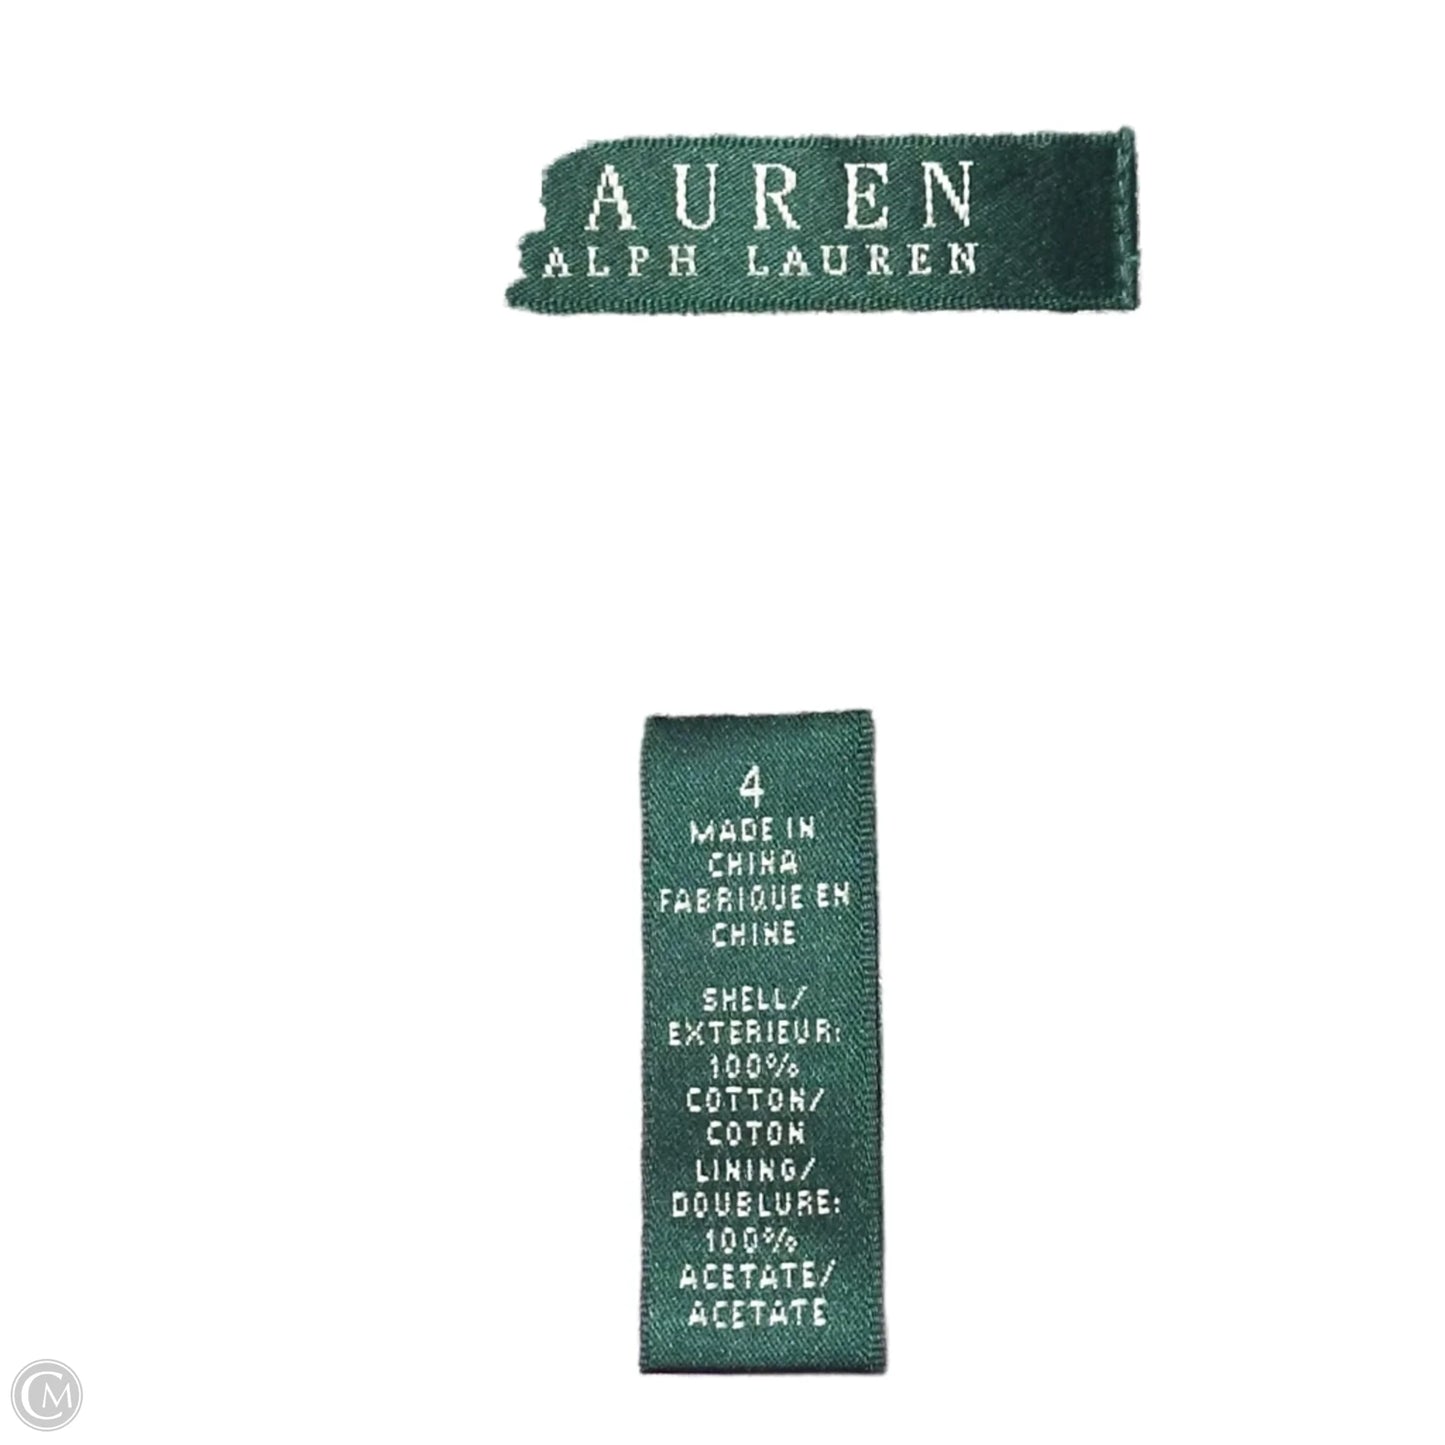 AUREN
ALPH LAUREN
4
MADE IN
CHINA
FABRIQUE EN
CHINE
SHELL/
EXTERIEUR:
100%
COTTON/
COTON
LINING/
DOUBLURE:
100%
ACETATE/
ACETATE
CM